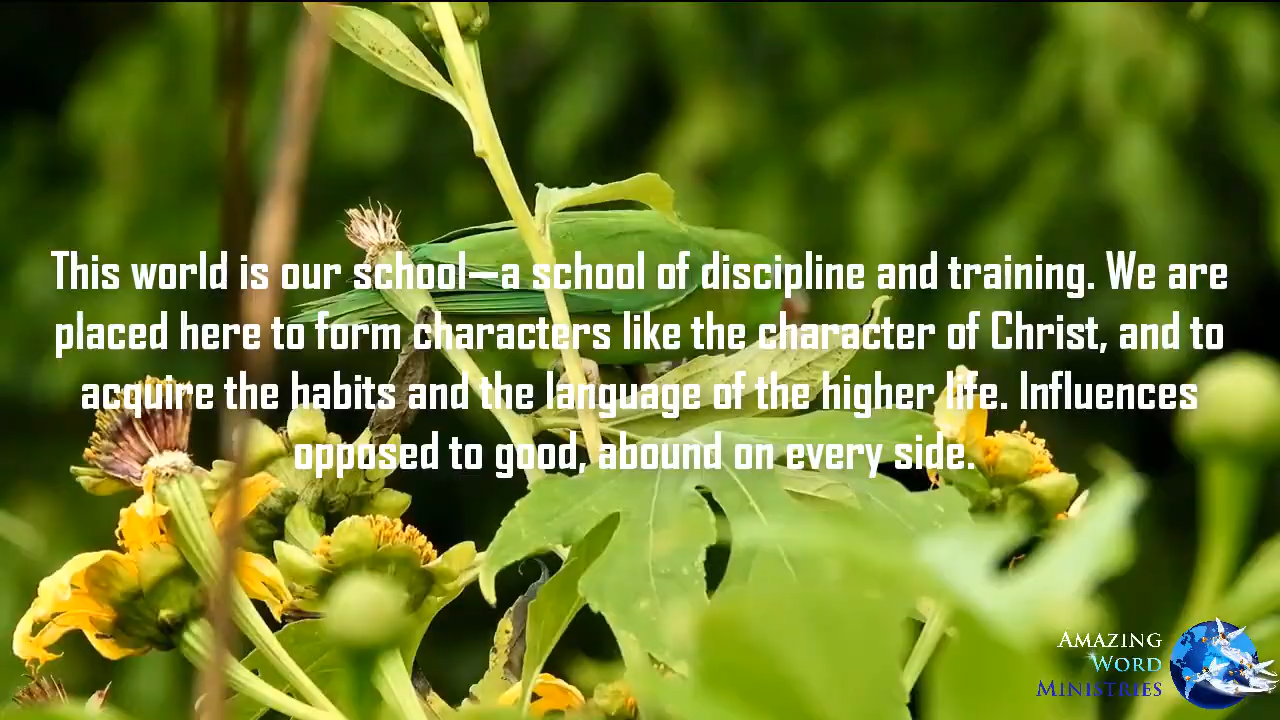 This world is our school—a school of discipline and training. We are
placed here to form characters like the character of Christ, and to
acquire the habits and the language of the higher life. Influences
opposed to good, abound on every side.
AMAZING
WORD
MINISTRIES